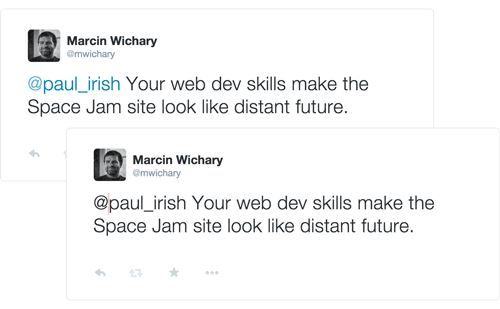 Marcin Wichary
@mwichary
@paul_irish Your web dev skills make the
Space Jam site look like distant future.
Marcin Wichary
@mwichary
@paul_irish Your web dev skills make the
Space Jam site look like distant future.